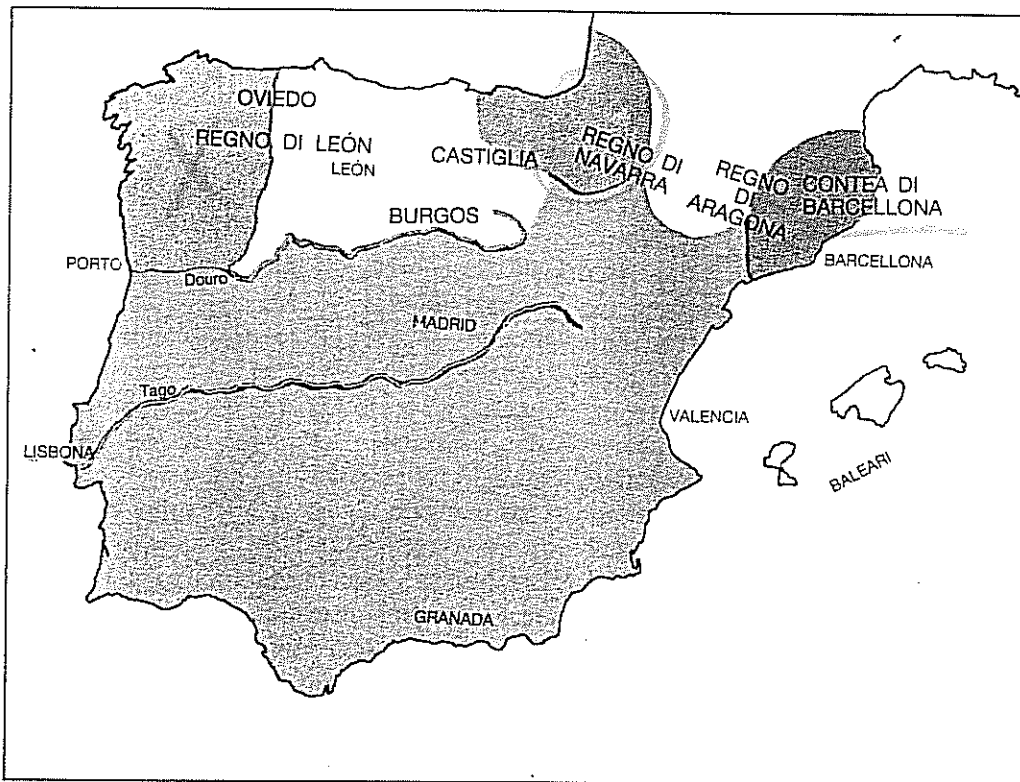 OVIEDO
REGNO DI LEÓN
LEÓN
CASTIGLIA
REGNO DI
NAVARRA
REGNO
DI
ARAGONA
CONTEA DI
BARCELLONA
BURGOS
PORTO
Douro
BARCELLONA
MADRID
Tago
VALENCIA
LISBONA
BALEARI
GRANADA